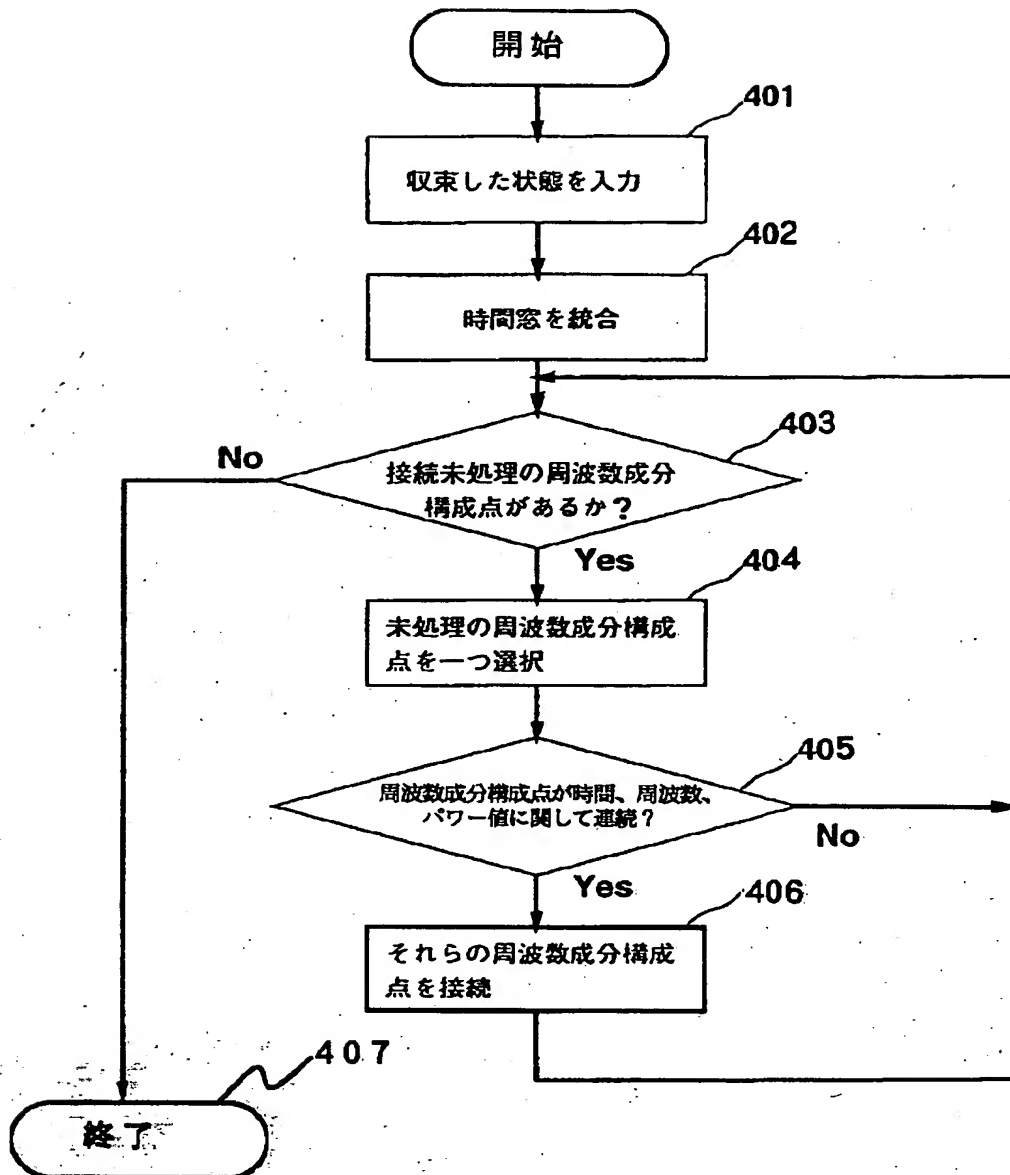 開始
401
収束した状態を入力
402
時間窓を統合
403
No
接続未処理の周波数成分
構成点があるか?
Yes
404
未処理の周波数成分構成
点を一つ選択
405
周波数成分構成点が時間、周波数、
パワー値に関して連続?
No
Yes
406
それらの周波数成分構成
点を接続
407
終了